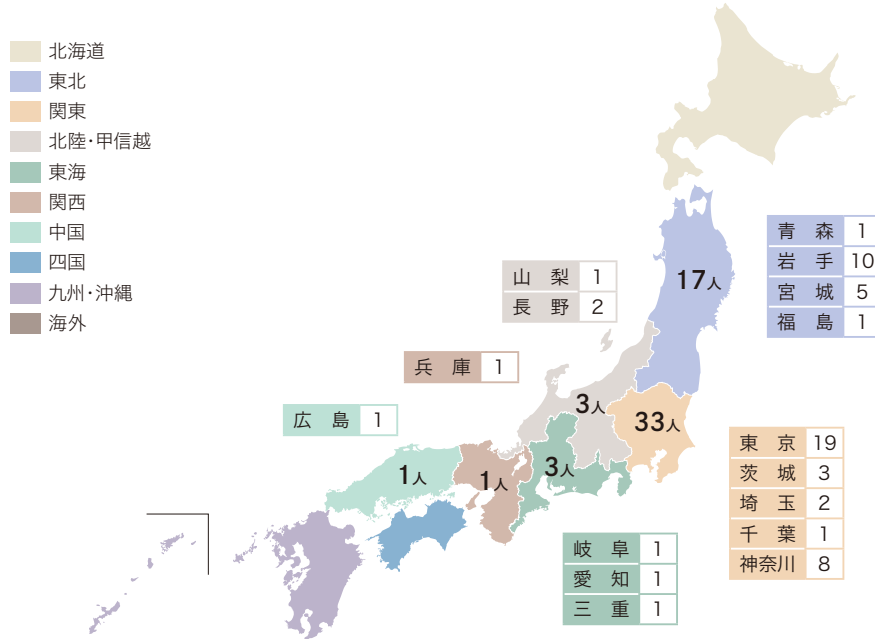 北海道
東北
関東
北陸・甲信越
東海
関西
中国
四国
九州・沖縄
海外
青森 1
岩手 10
宮城 5
福島 1
17人
山梨 1
長野 2
兵庫 1
3人
33人
広島 1
東京 19
茨城 3
埼玉 2
千葉 1
神奈川 8
3人
1人
1人
岐阜 1
愛知 1
三重 1